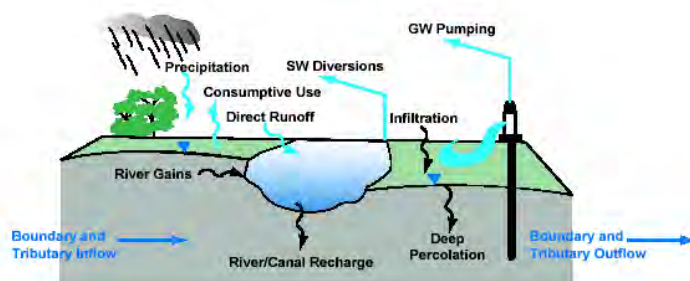 GW Pumping
Precipitation
SW Diversions
Consumptive Use
Direct Runoff
Infiltration
River Gains
Boundary and
Tributary Inflow
River/Canal Recharge
Deep
Percolation
Boundary and
Tributary Outflow